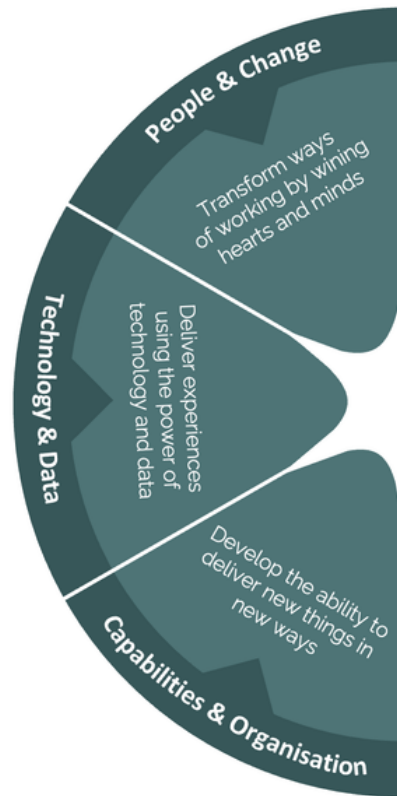 People & Change
Transform ways
of working by wining
hearts and minds
Technology & Data
Deliver experiences
using the power of
technology and data
Capabilities & Organisation
Develop the ability to
deliver new things in
new ways